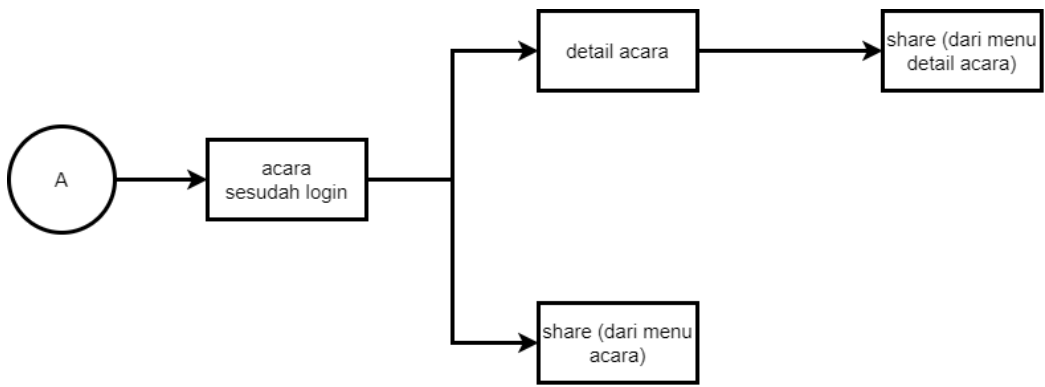 A
acara
sesudah login
detail acara
share (dari menu
detail acara)
share (dari menu
acara)